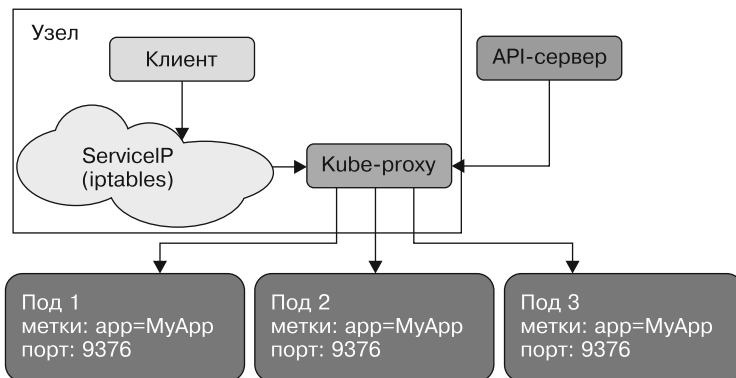 Узел
Клиент
API-сервер
ServiceIP
(iptables)
Kube-proxy
Под 1
метки: app=MyApp
порт: 9376
Под 2
метки: app=MyApp
порт: 9376
Под 3
метки: app=MyApp
порт: 9376